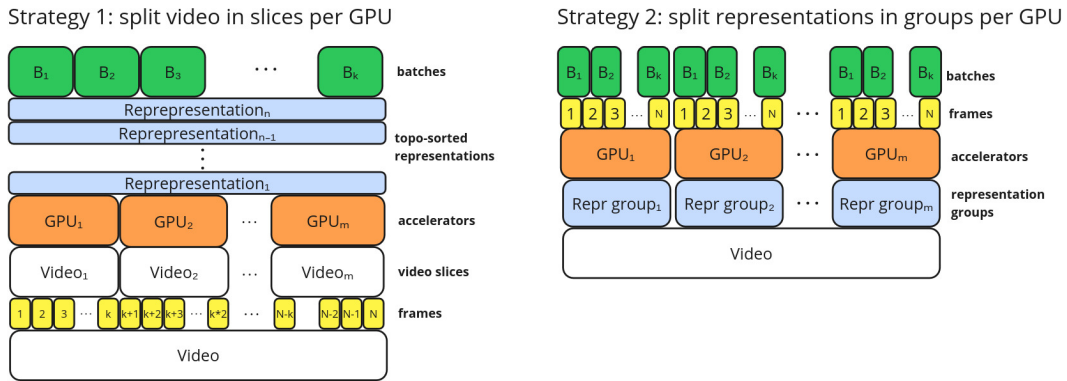 Strategy 1: split video in slices per GPU
B₁ B₂ B₃ ... Bₖ batches
Reprepresentationₙ
Reprepresentationₙ₋₁
topo-sorted
representations
Reprepresentation₁
GPU₁ GPU₂ ... GPUₘ accelerators
Video₁ Video₂ ... Videoₘ video slices
1 2 3 ... k k+1 k+2 k+3 ... k*2 ... N-k N-2 N-1 N frames
Video
Strategy 2: split representations in groups per GPU
B₁ B₂ Bₖ B₁ B₂ Bₖ B₁ B₂ Bₖ batches
1 2 3 ... N 1 2 3 ... N ... 1 2 3 ... N frames
GPU₁ GPU₂ ... GPUₘ accelerators
Repr group₁ Repr group₂ ... Repr groupₘ representation
groups
Video